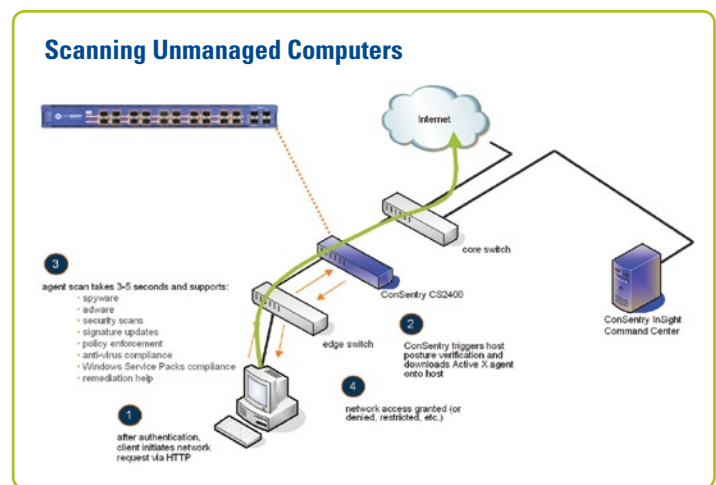 Scanning Unmanaged Computers
Internet
core switch
ConSentry CS2400
edge switch
ConSentry InSight
Command Center
1
after authentication,
client initiates network
request via HTTP
2
ConSentry triggers host
posture verification and
downloads Active X agent
onto host
3
agent scan takes 3-5 seconds and supports:
• spyware
• adware
• security scans
• signature updates
• policy enforcement
• anti-virus compliance
• Windows Service Packs compliance
• remediation help
4
network access granted (or
denied, restricted, etc.)